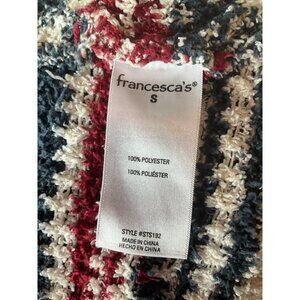 francesca's®
S
100% POLYESTER
100% POLIÉSTER
STYLE #STS192
MADE IN CHINA
HECHO EN CHINA